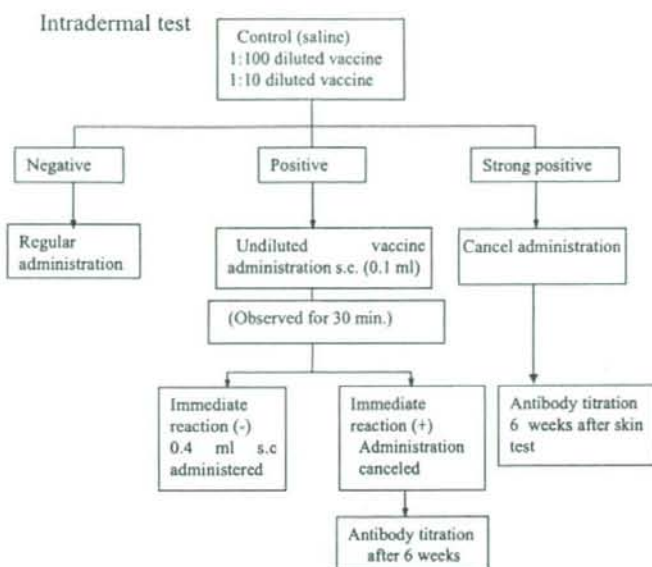 Intradermal test
Control (saline)
1:100 diluted vaccine
1:10 diluted vaccine
Negative
Positive
Strong positive
Regular
administration
Undiluted vaccine
administration s.c. (0.1 ml)
Cancel administration
(Observed for 30 min.)
Immediate
reaction (-)
0.4 ml s.c
administered
Immediate
reaction (+)
Administration
canceled
Antibody titration
6 weeks after skin
test
Antibody titration
after 6 weeks